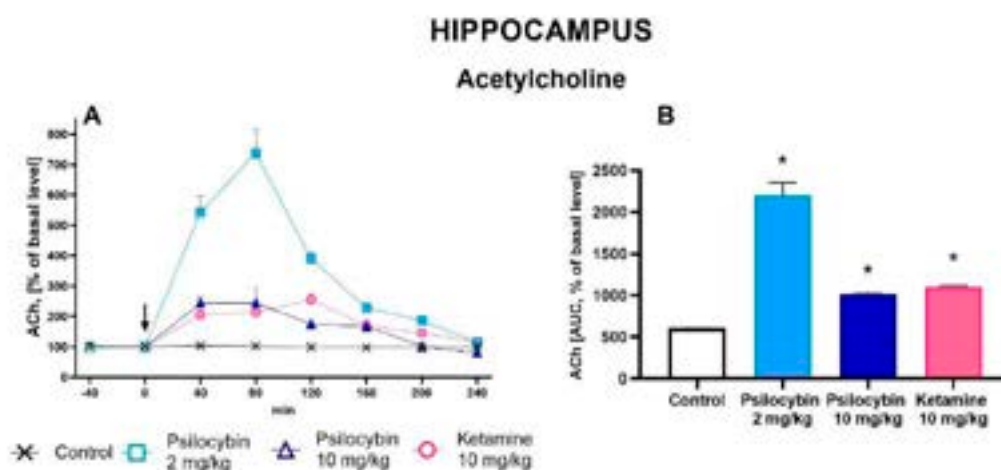 HIPPOCAMPUS
Acetylcholine
A
ACh, [% of basal level]
800
700
600
500
400
300
200
100
0
-40 0 40 80 120 160 200 240
min
Control
Psilocybin
2 mg/kg
Psilocybin
10 mg/kg
Ketamine
10 mg/kg
B
ACh [AUC, % of basal level]
2500
2000
1500
1000
500
0
*
*
*
Control
Psilocybin
2 mg/kg
Psilocybin
10 mg/kg
Ketamine
10 mg/kg